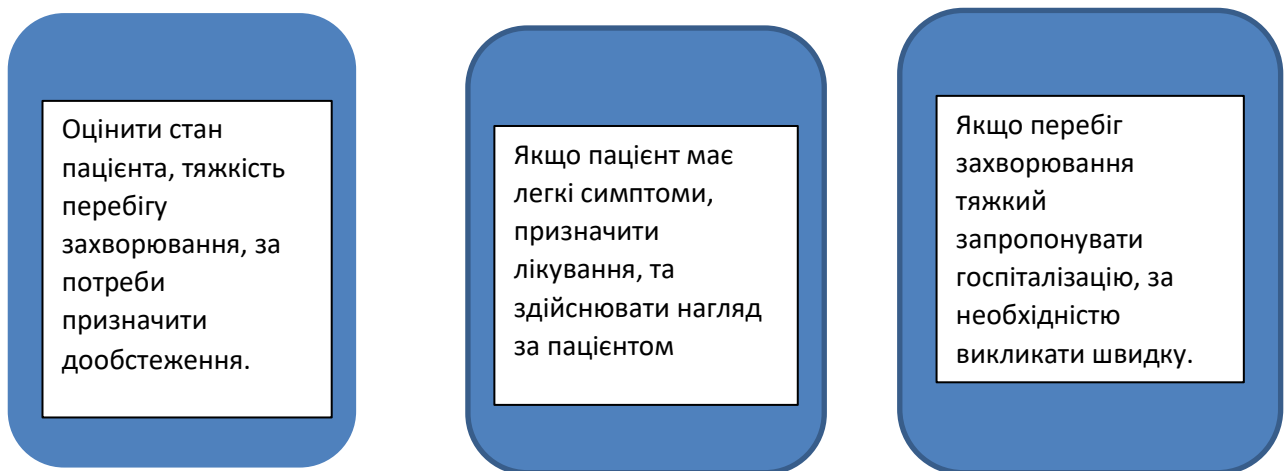 Оцінити стан
пацієнта, тяжкість
перебігу
захворювання, за
потреби
призначити
дообстеження.
Якщо пацієнт має
легкі симптоми,
призначити
лікування, та
здійснювати нагляд
за пацієнтом
Якщо перебіг
захворювання
тяжкий
запропонувати
госпіталізацію, за
необхідністю
викликати швидку.